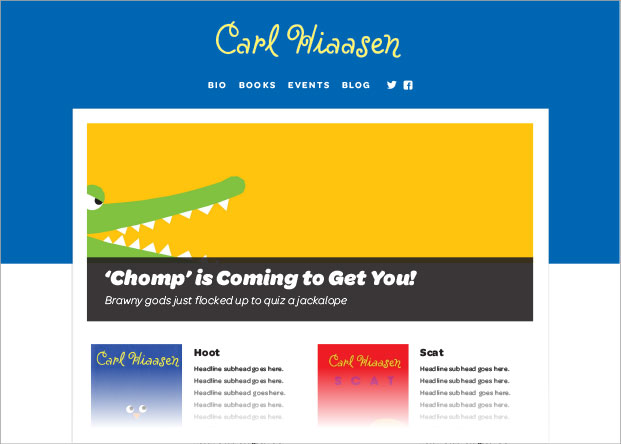 Carl Hiaasen
BIO BOOKS EVENTS BLOG
‘Chomp’ is Coming to Get You!
Brawny gods just flocked up to quiz a jackalope
Carl Hiaasen
Hoot
Headline subhead goes here.
Headline subhead goes here.
Headline subhead goes here.
Headline subhead goes here.
Headline subhead goes here.
Carl Hiaasen
SCAT
Scat
Headline subhead goes here.
Headline subhead goes here.
Headline subhead goes here.
Headline subhead goes here.
Headline subhead goes here.